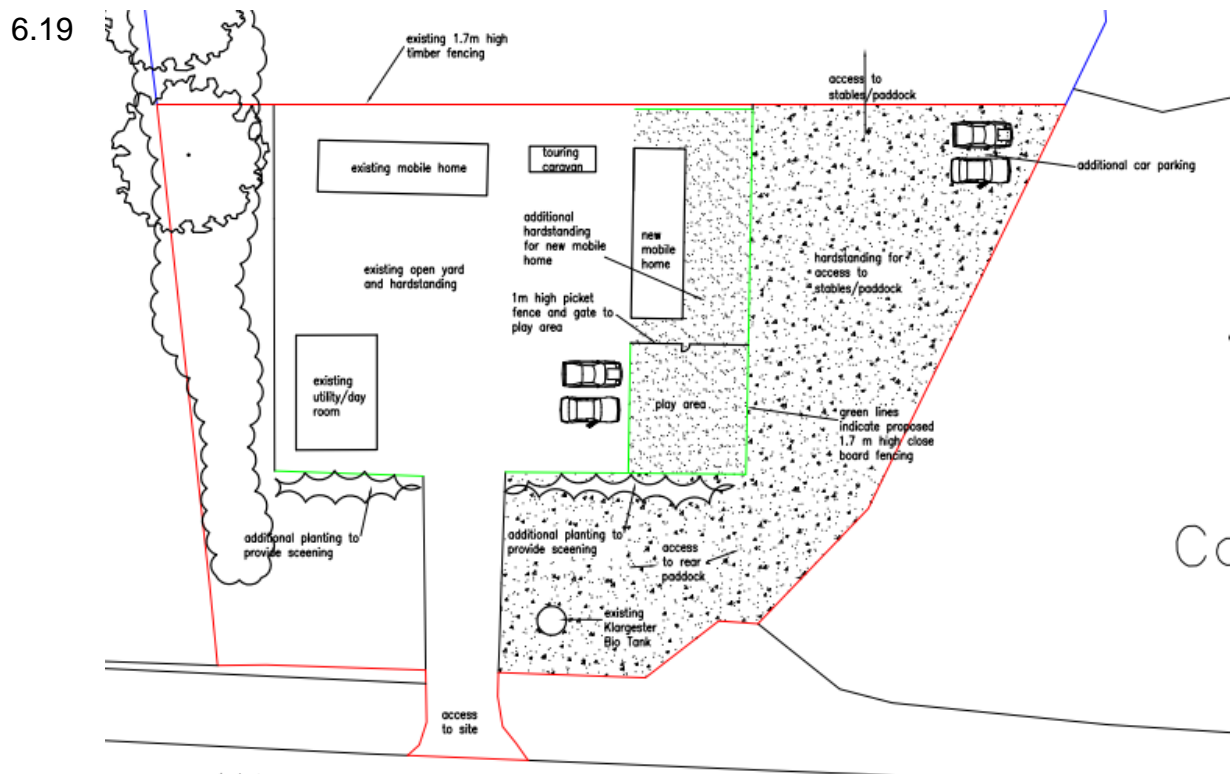 6.19
existing 1.7m high
timber fencing
access to
stables/paddock
existing mobile home
touring
caravan
additional car parking
additional
hardstanding
for new mobile
home
new
mobile
home
hardstanding for
access to
stables/paddock
existing open yard
and hardstanding
1m high picket
fence and gate to
play area
existing
utility/day
room
play area
green lines
indicate proposed
1.7 m high close
board fencing
additional planting to
provide sceening
additional planting to
provide sceening
access
to rear
paddock
Co
existing
Klargester
Bio Tank
access
to site